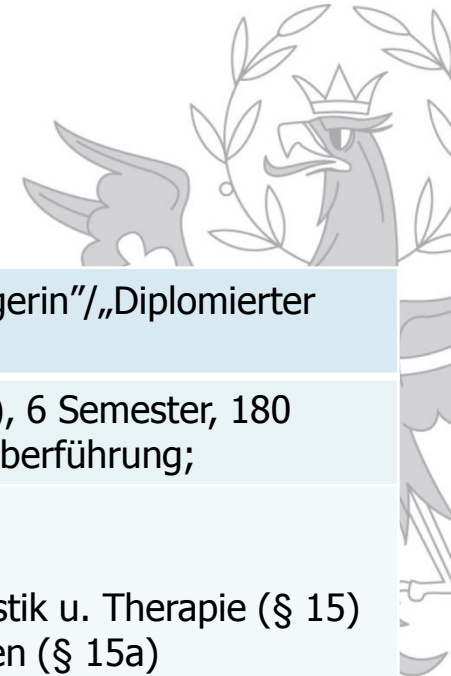 gerin”/„Diplomierter
), 6 Semester, 180
berführung;
stik u. Therapie (§ 15)
en (§ 15a)